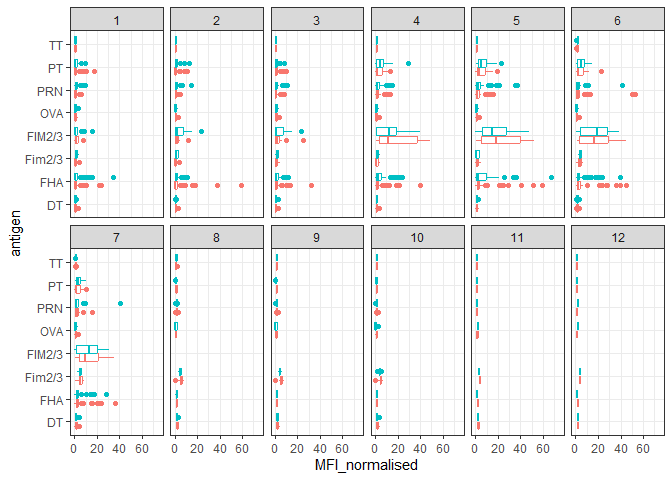 1 2 3 4 5 6
TT
PT
PRN
OVA
FIM2/3
Fim2/3
FHA
DT
antigen
7 8 9 10 11 12
TT
PT
PRN
OVA
FIM2/3
Fim2/3
FHA
DT
0 20 40 60 0 20 40 60 0 20 40 60 0 20 40 60 0 20 40 60 0 20 40 60
MFI_normalised